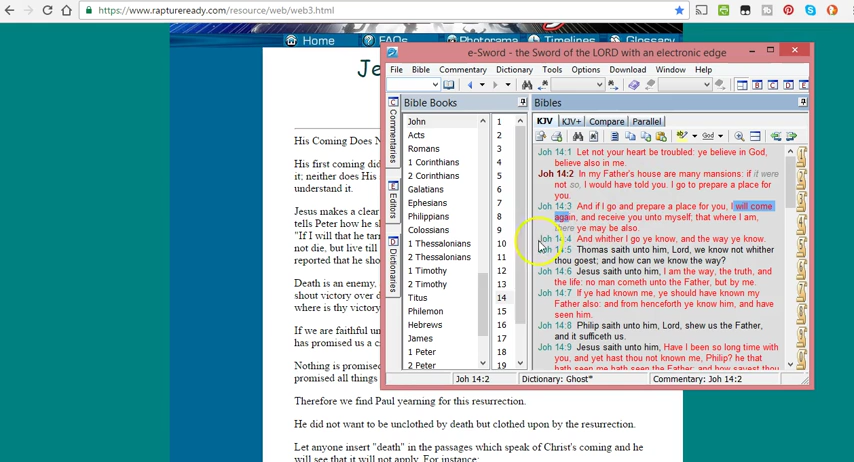 https://www.raptureready.com/resource/web/web3.html
Home
FAQs
Photorama
Timelines
Glossary
Je
His Coming Does N
His first coming di
it; neither does His
understand it.
Jesus makes a clear
tells Peter how he sh
"If I will that he tarr
not die, but live till
reported that he sho
Death is an enemy,
shout victory over d
where is thy victory
If we are faithful un
has promised us a c
Nothing is promised
promised all things
Therefore we find Paul yearning for this resurrection.
He did not want to be unclothed by death but clothed upon by the resurrection.
Let anyone insert "death" in the passages which speak of Christ's coming and he
will see that it will not apply. For instance:
e-Sword - the Sword of the LORD with an electronic edge
File Bible Commentary Dictionary Tools Options Download Window Help
Commentaries
Editors
Dictionaries
Bible Books
John
Acts
Romans
1 Corinthians
2 Corinthians
Galatians
Ephesians
Philippians
Colossians
1 Thessalonians
2 Thessalonians
1 Timothy
2 Timothy
Titus
Philemon
Hebrews
James
1 Peter
2 Peter
1
2
3
4
5
6
7
8
9
10
11
12
13
14
15
16
17
18
19
Bibles
KJV KJV+ Compare Parallel
Joh 14:1 Let not your heart be troubled: ye believe in God,
believe also in me.
Joh 14:2 In my Father's house are many mansions: if it were
not so, I would have told you. I go to prepare a place for
you.
Joh 14:3 And if I go and prepare a place for you, I will come
again, and receive you unto myself; that where I am,
there ye may be also.
Joh 14:4 And whither I go ye know, and the way ye know.
Joh 14:5 Thomas saith unto him, Lord, we know not whither
thou goest; and how can we know the way?
Joh 14:6 Jesus saith unto him, I am the way, the truth, and
the life: no man cometh unto the Father, but by me.
Joh 14:7 If ye had known me, ye should have known my
Father also: and from henceforth ye know him, and have
seen him.
Joh 14:8 Philip saith unto him, Lord, shew us the Father,
and it sufficeth us.
Joh 14:9 Jesus saith unto him, Have I been so long time with
you, and yet hast thou not known me, Philip? he that
hath seen me hath seen the Father; and how sayest thou
Joh 14:2
Dictionary: Ghost*
Commentary: Joh 14:2